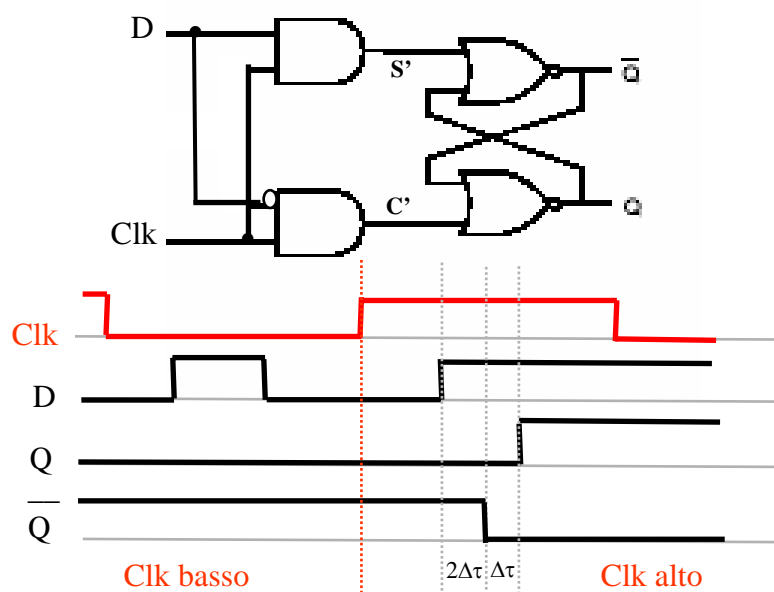 D
S’
Q̅
C’
Q
Clk
Clk
D
Q
Q̅
2Δτ Δτ
Clk basso
Clk alto